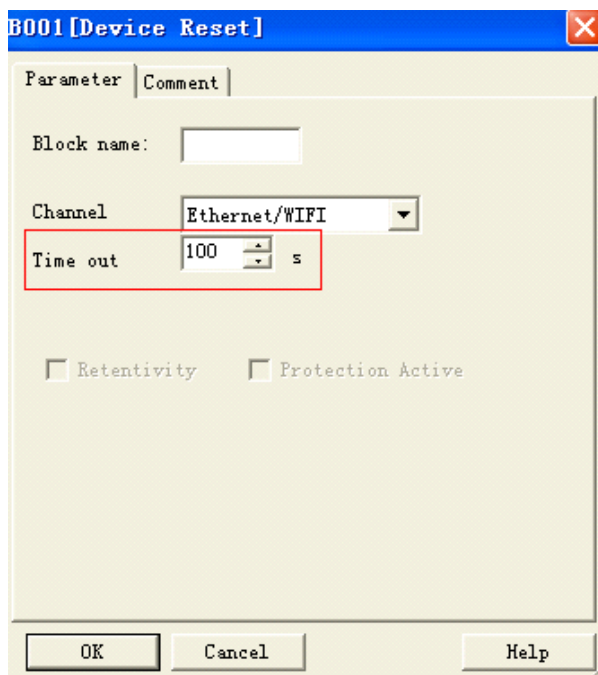 B001[Device Reset]
Parameter Comment
Block name:
Channel Ethernet/WIFI
Time out 100 s
Retentivity Protection Active
OK Cancel Help